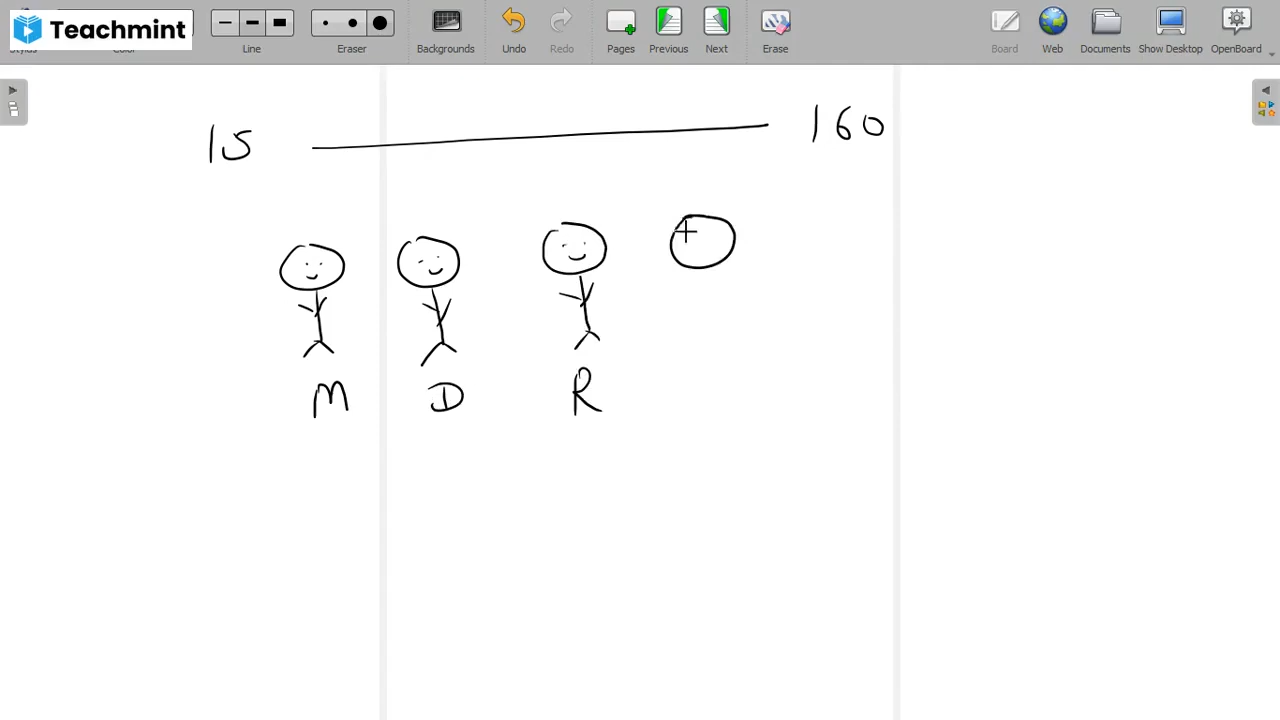 Teachmint
Line Eraser Backgrounds Undo Redo Pages Previous Next Erase Board Web Documents Show Desktop OpenBoard
15 160
M D R